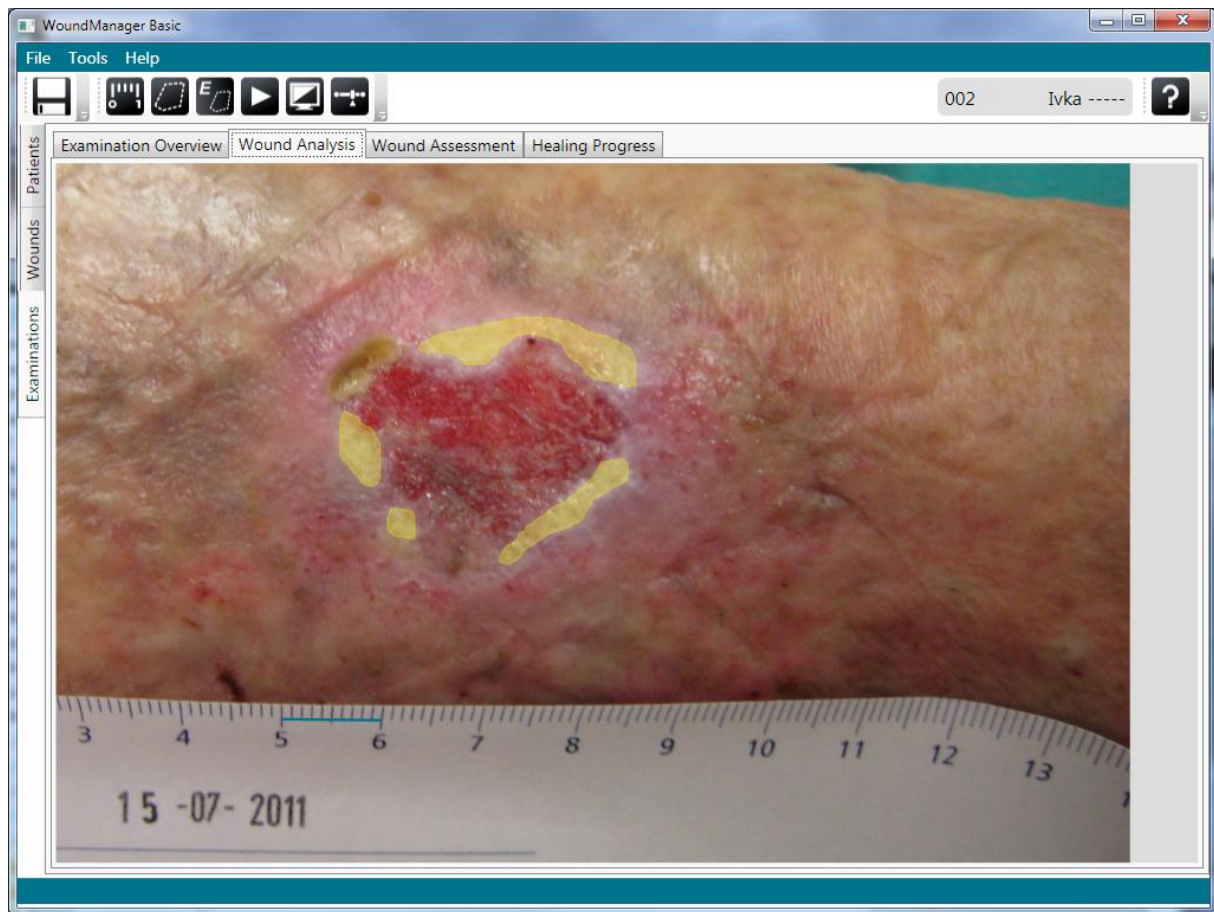 WoundManager Basic
File Tools Help
E
002 Ivka -----
?
Patients
Wounds
Examinations
Examination Overview Wound Analysis Wound Assessment Healing Progress
3 4 5 6 7 8 9 10 11 12 13
15 -07- 2011